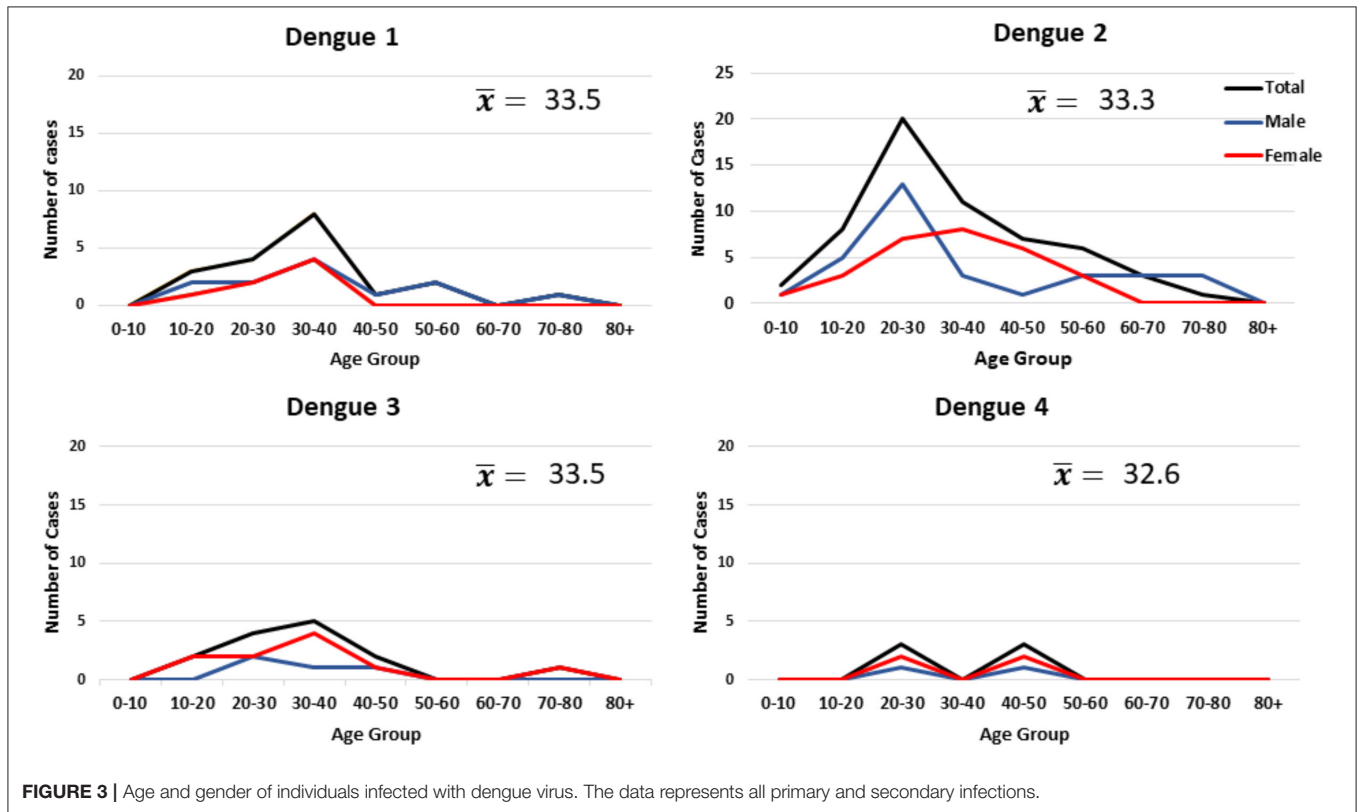 Dengue 1
x̄ = 33.5
Number of cases
20
15
10
5
0
0-10 10-20 20-30 30-40 40-50 50-60 60-70 70-80 80+
Age Group
Dengue 2
x̄ = 33.3
Total
Male
Female
Number of Cases
25
20
15
10
5
0
0-10 10-20 20-30 30-40 40-50 50-60 60-70 70-80 80+
Age Group
Dengue 3
x̄ = 33.5
Number of Cases
20
15
10
5
0
0-10 10-20 20-30 30-40 40-50 50-60 60-70 70-80 80+
Age Group
Dengue 4
x̄ = 32.6
Number of Cases
20
15
10
5
0
0-10 10-20 20-30 30-40 40-50 50-60 60-70 70-80 80+
Age Group
FIGURE 3 | Age and gender of individuals infected with dengue virus. The data represents all primary and secondary infections.